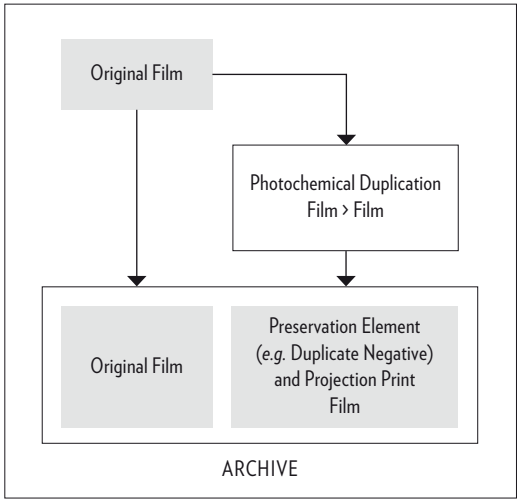 Original Film
Photochemical Duplication
Film > Film
Original Film
Preservation Element
(e.g. Duplicate Negative)
and Projection Print
Film
ARCHIVE